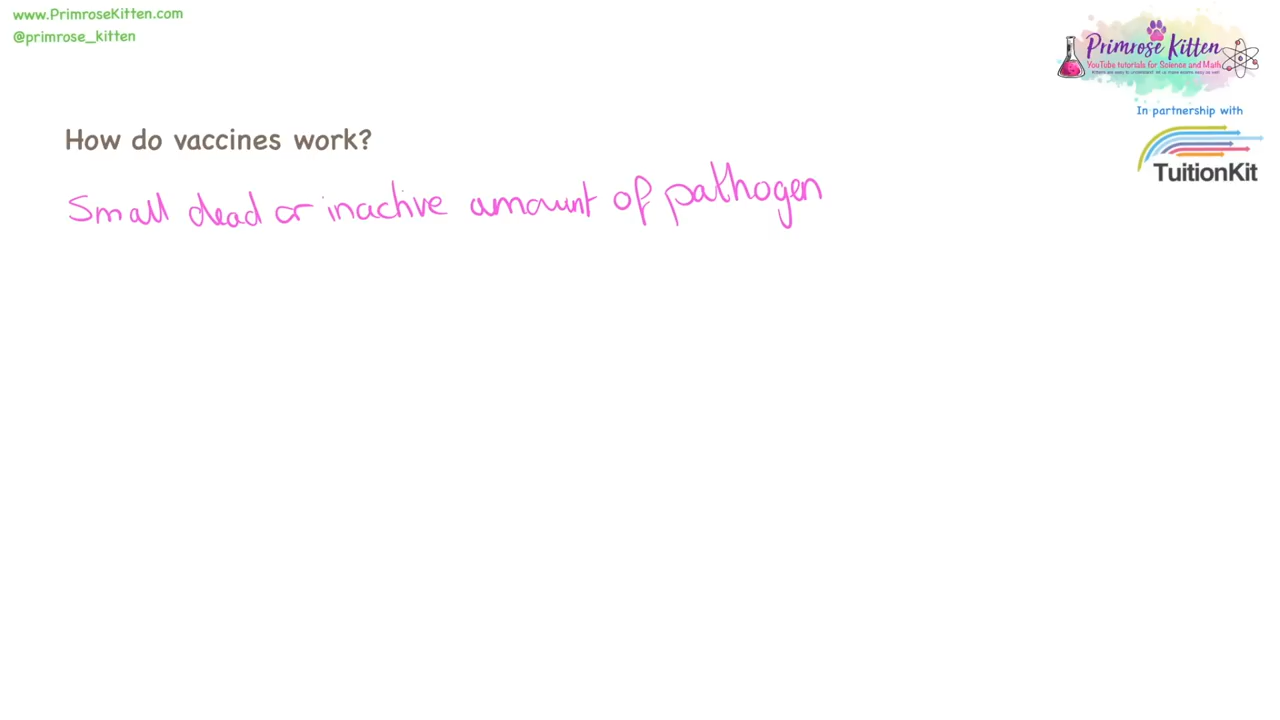 www.PrimroseKitten.com
@primrose_kitten
Primrose Kitten
YouTube tutorials for Science and Math
In partnership with
TuitionKit
How do vaccines work?
Small dead or inactive amount of pathogen